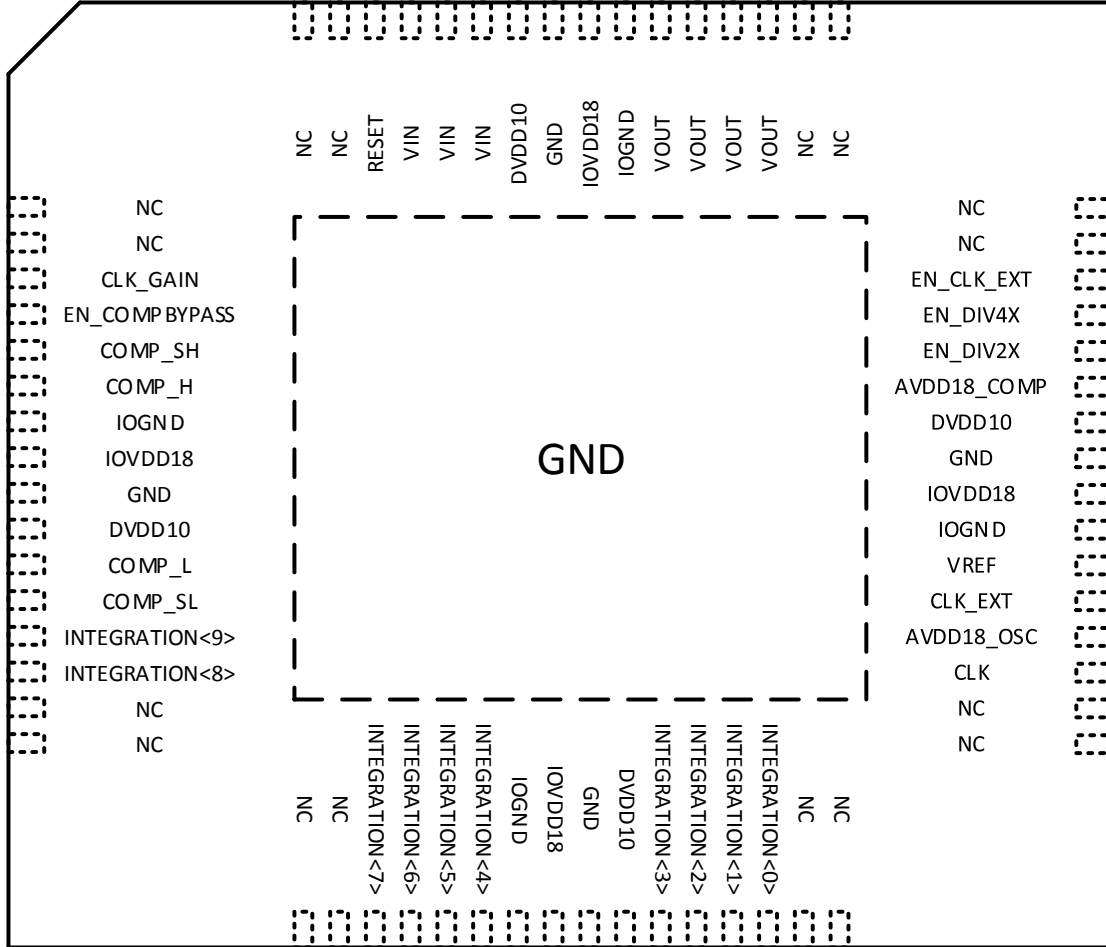 NC
NC
RESET
VIN
VIN
VIN
DVDD10
GND
IOVDD18
IOGND
VOUT
VOUT
VOUT
VOUT
NC
NC
NC
NC
CLK_GAIN
EN_COMPBYPASS
COMP_SH
COMP_H
IOGND
IOVDD18
GND
DVDD10
COMP_L
COMP_SL
INTEGRATION<9>
INTEGRATION<8>
NC
NC
GND
NC
NC
EN_CLK_EXT
EN_DIV4X
EN_DIV2X
AVDD18_COMP
DVDD10
GND
IOVDD18
IOGND
VREF
CLK_EXT
AVDD18_OSC
CLK
NC
NC
NC
NC
INTEGRATION<7>
INTEGRATION<6>
INTEGRATION<5>
INTEGRATION<4>
IOGND
IOVDD18
GND
DVDD10
INTEGRATION<3>
INTEGRATION<2>
INTEGRATION<1>
INTEGRATION<0>
NC
NC